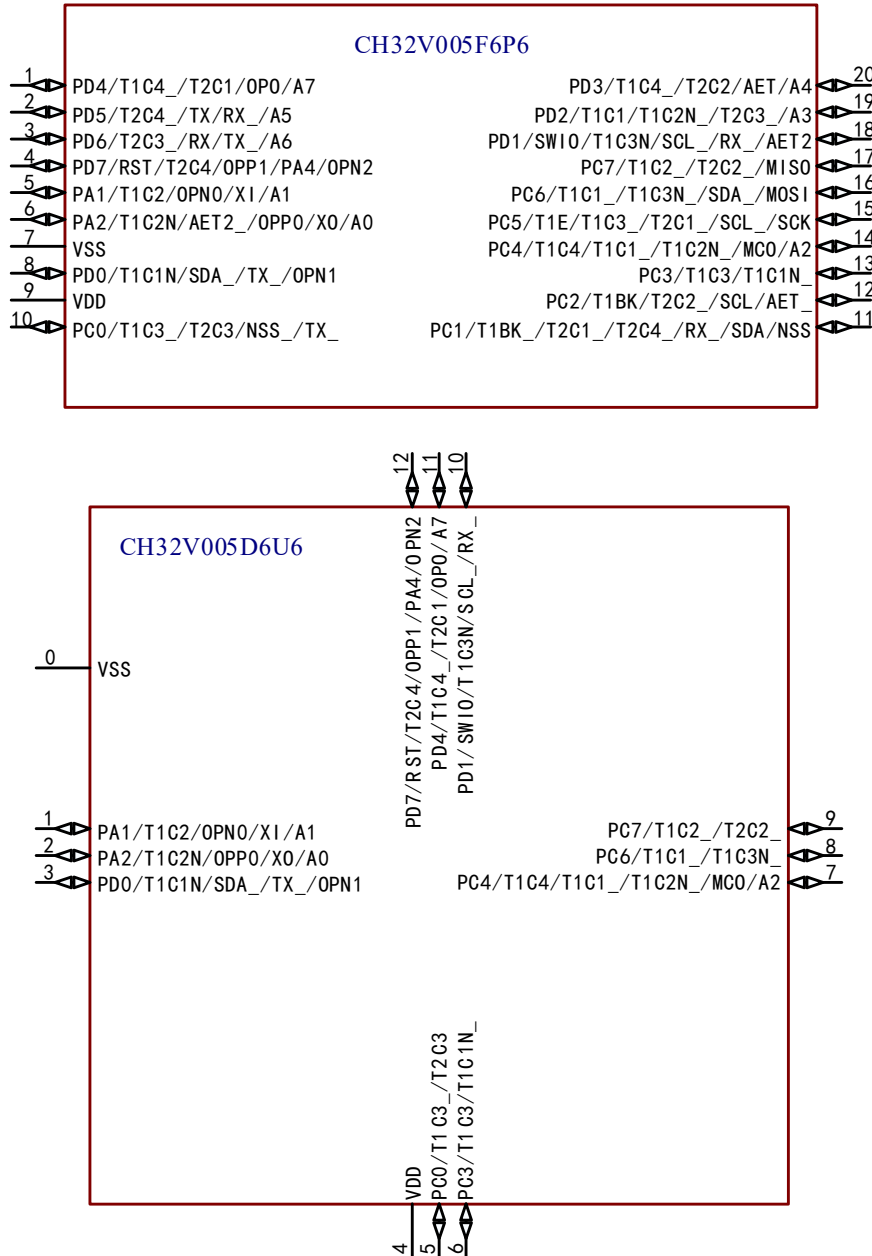 CH32V005F6P6
1 PD4/T1C4_/T2C1/OPO/A7
2 PD5/T2C4_/TX/RX_/A5
3 PD6/T2C3_/RX/TX_/A6
4 PD7/RST/T2C4/OPP1/PA4/OPN2
5 PA1/T1C2/OPN0/XI/A1
6 PA2/T1C2N/AET2_/OPP0/XO/A0
7 VSS
8 PD0/T1C1N/SDA_/TX_/OPN1
9 VDD
10 PC0/T1C3_/T2C3/NSS_/TX_
PD3/T1C4_/T2C2/AET/A4 20
PD2/T1C1/T1C2N_/T2C3_/A3 19
PD1/SWIO/T1C3N/SCL_/RX_/AET2 18
PC7/T1C2_/T2C2_/MISO 17
PC6/T1C1_/T1C3N_/SDA_/MOSI 16
PC5/T1E/T1C3_/T2C1_/SCL_/SCK 15
PC4/T1C4/T1C1_/T1C2N_/MCO/A2 14
PC3/T1C3/T1C1N_ 13
PC2/T1BK/T2C2_/SCL/AET_ 12
PC1/T1BK_/T2C1_/T2C4_/RX_/SDA/NSS 11
CH32V005D6U6
12 PD7/RST/T2C4/OPP1/PA4/OPN2
11 PD4/T1C4_/T2C1/OPO/A7
10 PD1/SWIO/T1C3N/SCL_/RX_
0 VSS
1 PA1/T1C2/OPN0/XI/A1
2 PA2/T1C2N/OPP0/XO/A0
3 PD0/T1C1N/SDA_/TX_/OPN1
PC7/T1C2_/T2C2_ 9
PC6/T1C1_/T1C3N_ 8
PC4/T1C4/T1C1_/T1C2N_/MCO/A2 7
4 VDD
5 PC0/T1C3_/T2C3
6 PC3/T1C3/T1C1N_